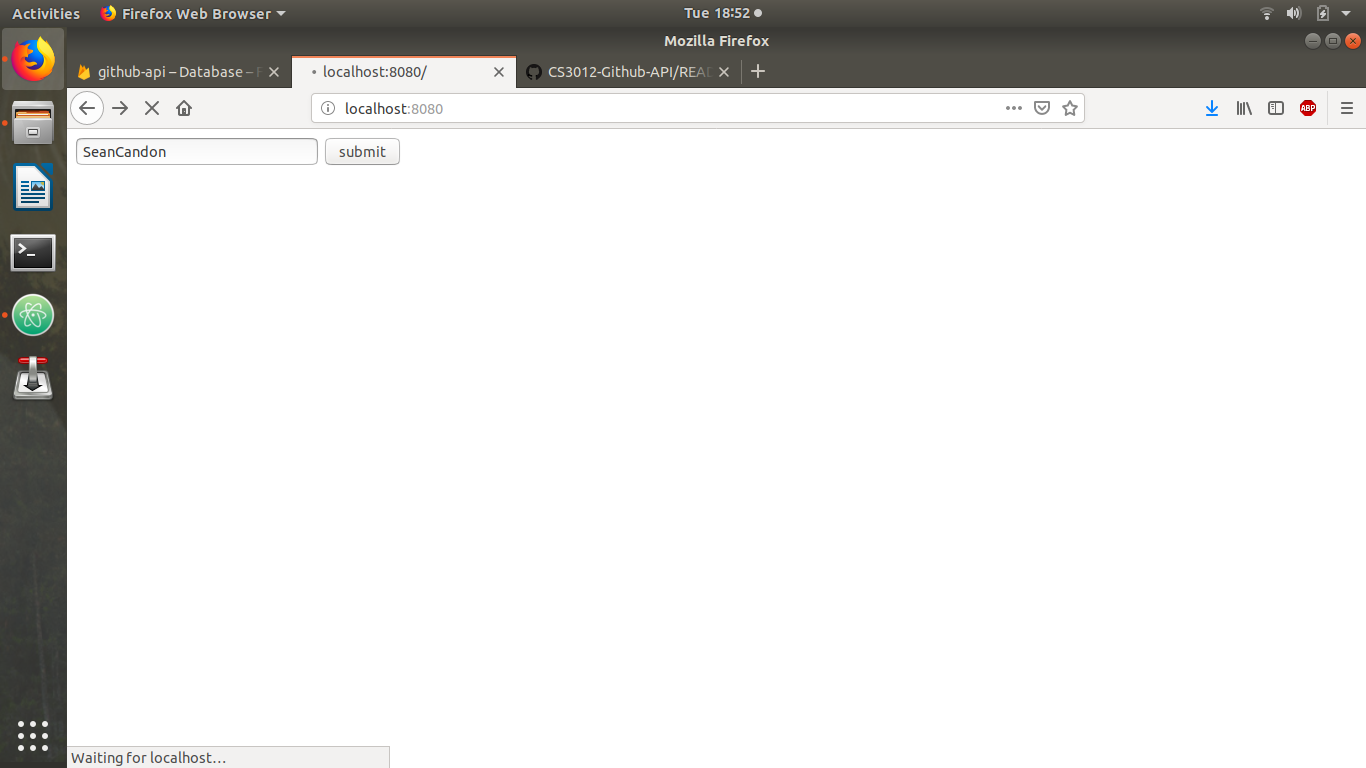 Activities Firefox Web Browser Tue 18:52
Mozilla Firefox
github-api – Database – F localhost:8080/ CS3012-Github-API/READ
localhost:8080 ABP
SeanCandon submit
Waiting for localhost…